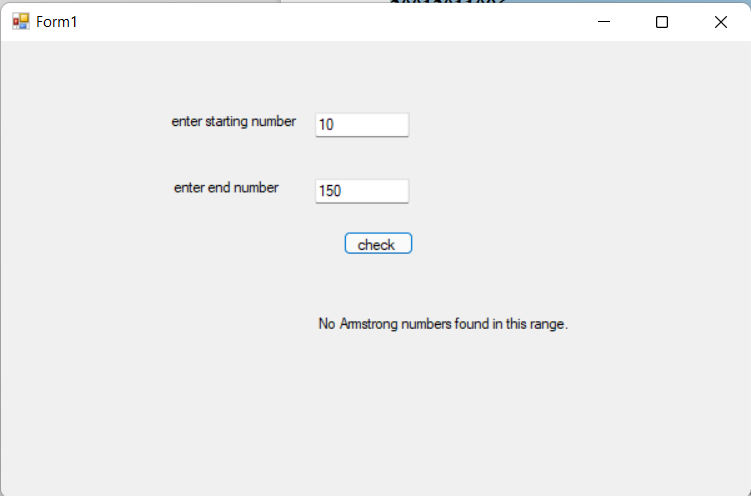 Form1
enter starting number 10
enter end number 150
check
No Armstrong numbers found in this range.